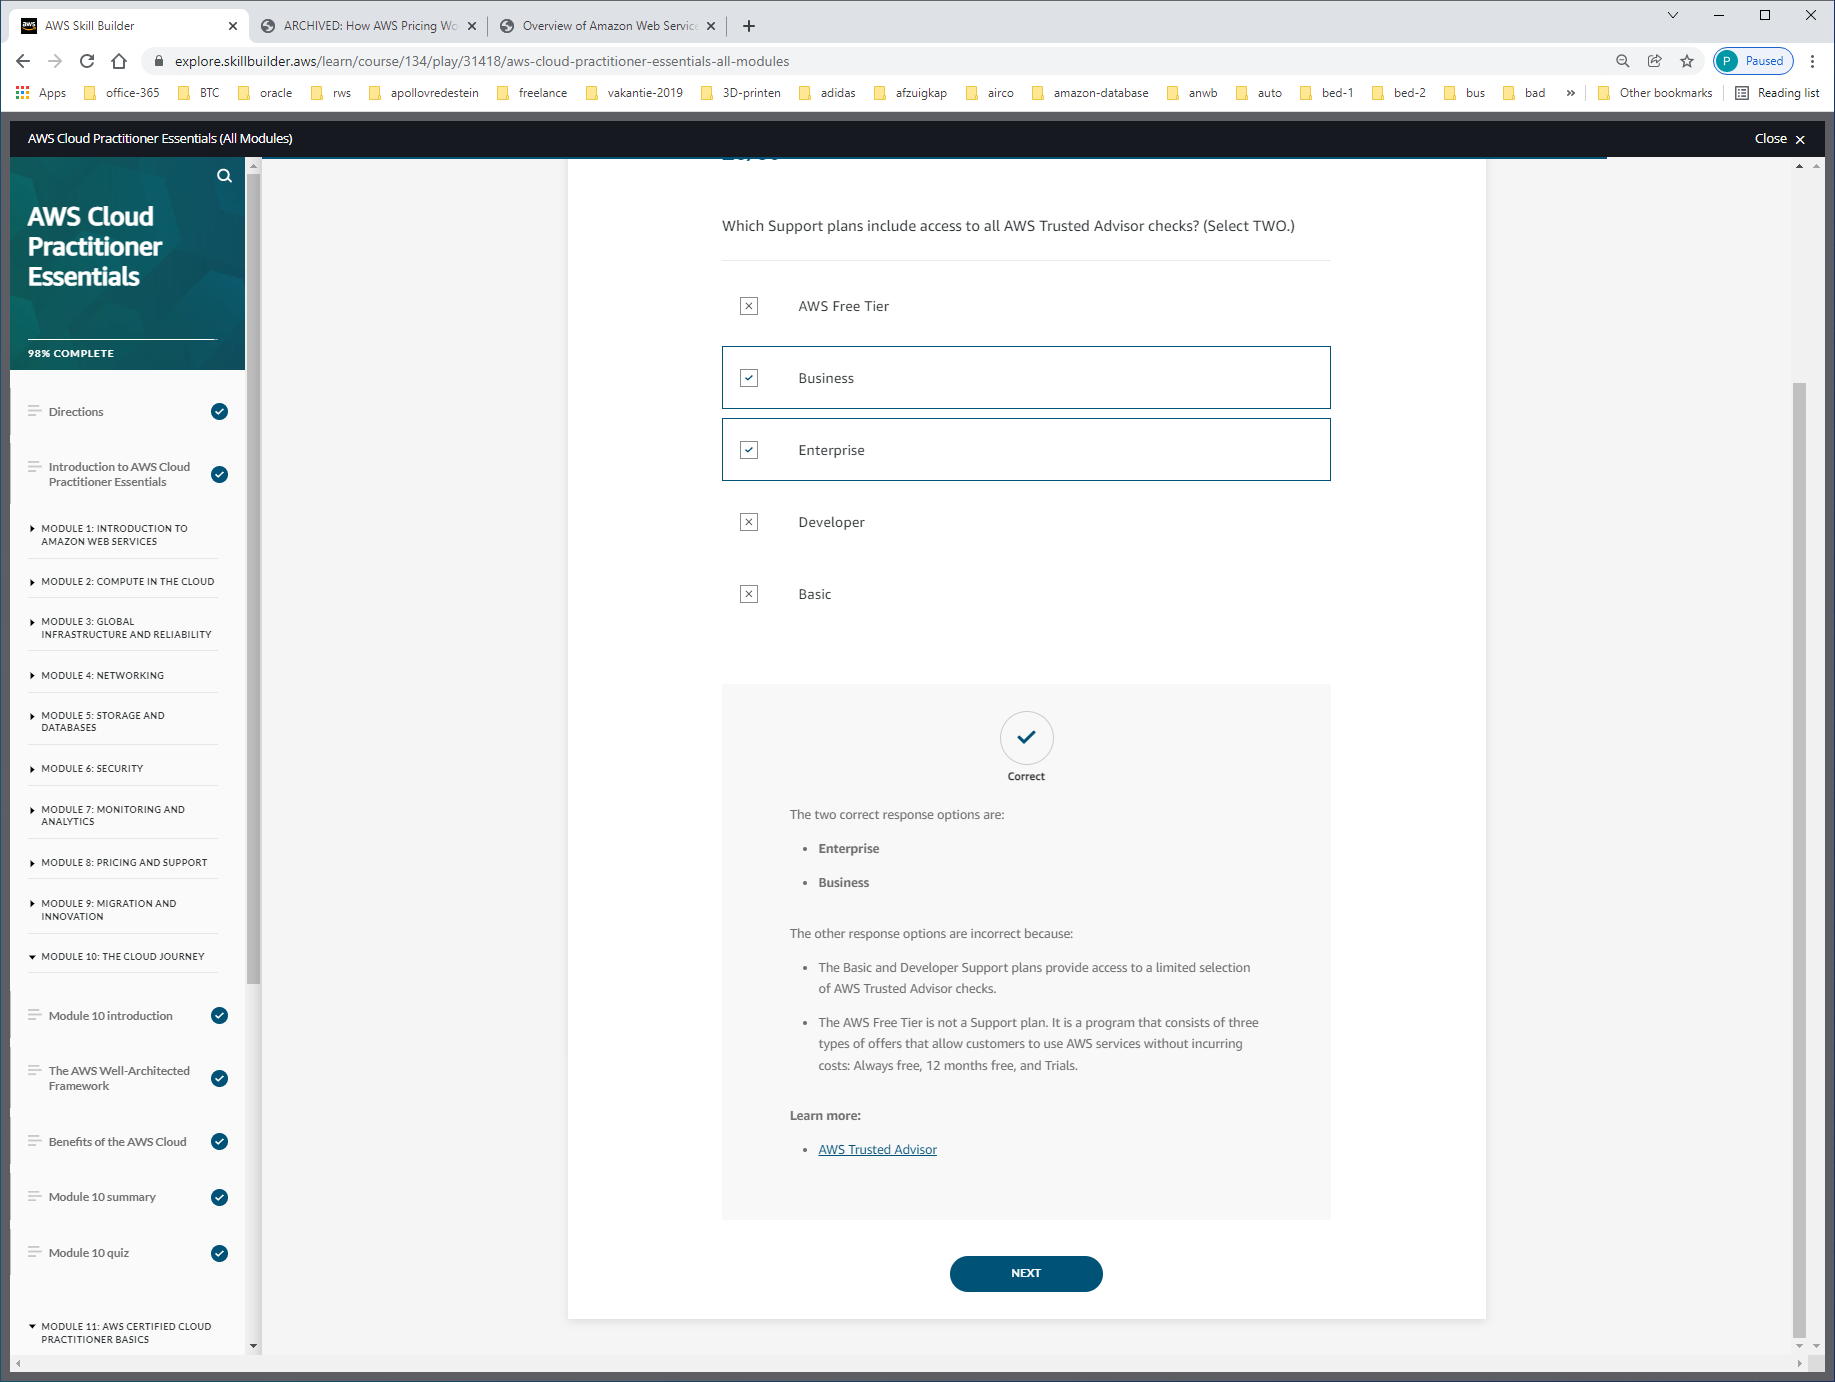 AWS Skill Builder
ARCHIVED: How AWS Pricing Wo
Overview of Amazon Web Service
explore.skillbuilder.aws/learn/course/134/play/31418/aws-cloud-practitioner-essentials-all-modules
P Paused
Apps office-365 BTC oracle rws apollovredestein freelance vakantie-2019 3D-printen adidas afzuigkap airco amazon-database anwb auto bed-1 bed-2 bus bad » Other bookmarks Reading list
AWS Cloud Practitioner Essentials (All Modules)
Close
AWS Cloud
Practitioner
Essentials
98% COMPLETE
Directions
Introduction to AWS Cloud
Practitioner Essentials
MODULE 1: INTRODUCTION TO
AMAZON WEB SERVICES
MODULE 2: COMPUTE IN THE CLOUD
MODULE 3: GLOBAL
INFRASTRUCTURE AND RELIABILITY
MODULE 4: NETWORKING
MODULE 5: STORAGE AND
DATABASES
MODULE 6: SECURITY
MODULE 7: MONITORING AND
ANALYTICS
MODULE 8: PRICING AND SUPPORT
MODULE 9: MIGRATION AND
INNOVATION
MODULE 10: THE CLOUD JOURNEY
Module 10 introduction
The AWS Well-Architected
Framework
Benefits of the AWS Cloud
Module 10 summary
Module 10 quiz
MODULE 11: AWS CERTIFIED CLOUD
PRACTITIONER BASICS
Which Support plans include access to all AWS Trusted Advisor checks? (Select TWO.)
AWS Free Tier
Business
Enterprise
Developer
Basic
Correct
The two correct response options are:
• Enterprise
• Business
The other response options are incorrect because:
• The Basic and Developer Support plans provide access to a limited selection
of AWS Trusted Advisor checks.
• The AWS Free Tier is not a Support plan. It is a program that consists of three
types of offers that allow customers to use AWS services without incurring
costs: Always free, 12 months free, and Trials.
Learn more:
• AWS Trusted Advisor
NEXT